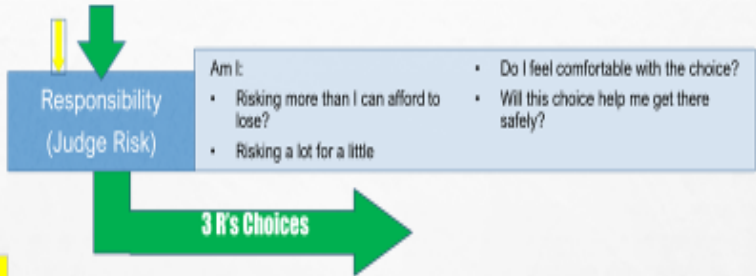 Responsibility
(Judge Risk)
Am I:
• Risking more than I can afford to
lose?
• Risking a lot for a little
• Do I feel comfortable with the choice?
• Will this choice help me get there
safely?
3 R's Choices